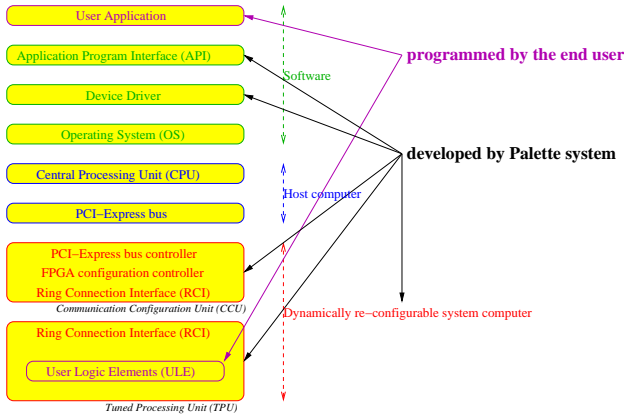 User Application
Application Program Interface (API)
programmed by the end user
Software
Device Driver
Operating System (OS)
developed by Palette system
Central Processing Unit (CPU)
Host computer
PCI−Express bus
PCI−Express bus controller
FPGA configuration controller
Ring Connection Interface (RCI)
Communication Configuration Unit (CCU)
Dynamically re−configurable system computer
Ring Connection Interface (RCI)
User Logic Elements (ULE)
Tuned Processing Unit (TPU)